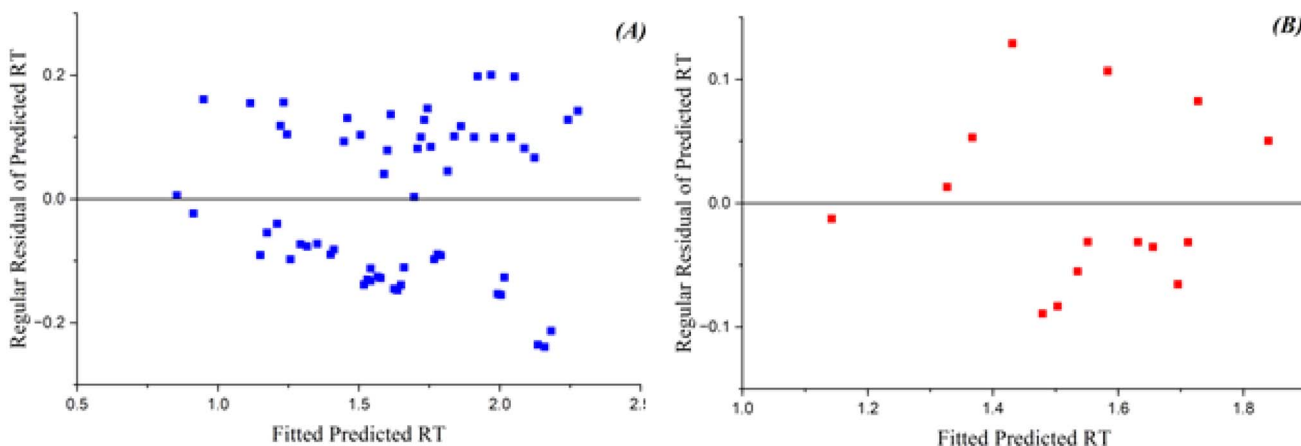 (A)
Regular Residual of Predicted RT
0.2
0.0
−0.2
0.5
1.0
1.5
2.0
2.5
Fitted Predicted RT
(B)
Regular Residual of Predicted RT
0.1
0.0
−0.1
1.0
1.2
1.4
1.6
1.8
Fitted Predicted RT